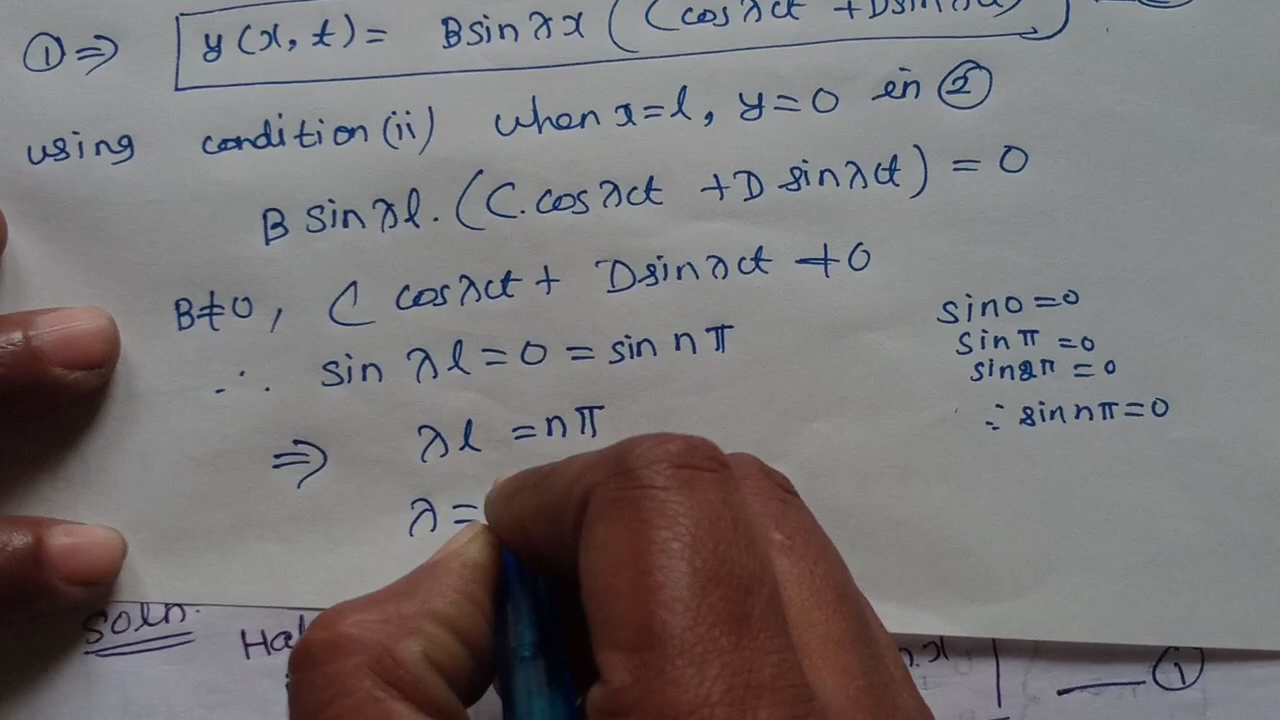 ① ⇒ y(x, t) = B sin λx (C cos λct + D sin λct)
using condition (ii) when x = l, y = 0 in ②
B sin λl. (C. cos λct + D sin λct) = 0
B ≠ 0, C cos λct + D sin λct ≠ 0
sin 0 = 0
∴ sin λl = 0 = sin nπ
sin π = 0
sin 2π = 0
⇒ λl = nπ
∴ sin nπ = 0
λ =
Soln.
— ①